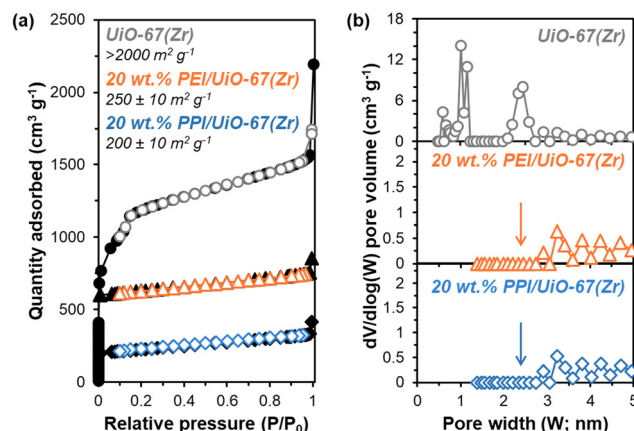 (a)
UiO-67(Zr)
>2000 m² g⁻¹
20 wt.% PEI/UiO-67(Zr)
250 ± 10 m² g⁻¹
20 wt.% PPI/UiO-67(Zr)
200 ± 10 m² g⁻¹
Quantity adsorbed (cm³ g⁻¹)
2500
2000
1500
1000
500
0
0 0.2 0.4 0.6 0.8 1
Relative pressure (P/P₀)
(b)
UiO-67(Zr)
18
12
6
0
20 wt.% PEI/UiO-67(Zr)
2
1.5
1
0.5
0
20 wt.% PPI/UiO-67(Zr)
2
1.5
1
0.5
0
dV/dlog(W) pore volume (cm³ g⁻¹)
0 1 2 3 4 5
Pore width (W; nm)